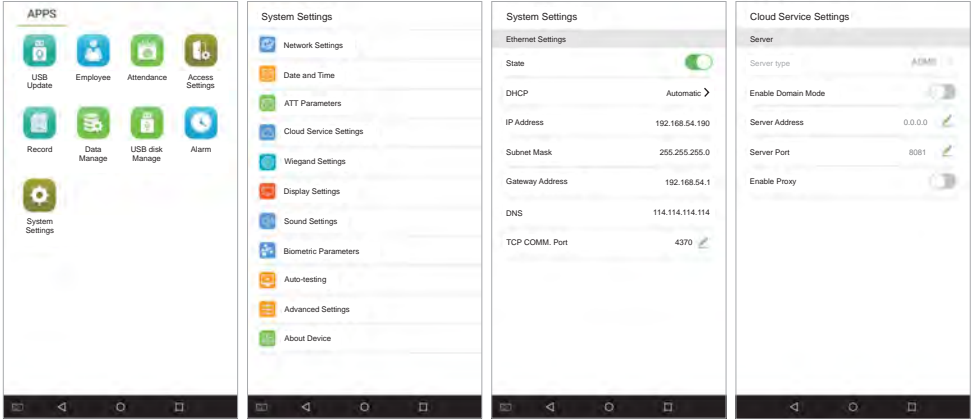 APPS
USB
Update
Employee
Attendance
Access
Settings
Record
Data
Manage
USB disk
Manage
Alarm
System
Settings
System Settings
Network Settings
Date and Time
ATT Parameters
Cloud Service Settings
Wiegand Settings
Display Settings
Sound Settings
Biometric Parameters
Auto-testing
Advanced Settings
About Device
System Settings
Ethernet Settings
State
DHCP Automatic
IP Address 192.168.54.190
Subnet Mask 255.255.255.0
Gateway Address 192.168.54.1
DNS 114.114.114.114
TCP COMM. Port 4370
Cloud Service Settings
Server
Server type ADMS
Enable Domain Mode
Server Address 0.0.0.0
Server Port 8081
Enable Proxy